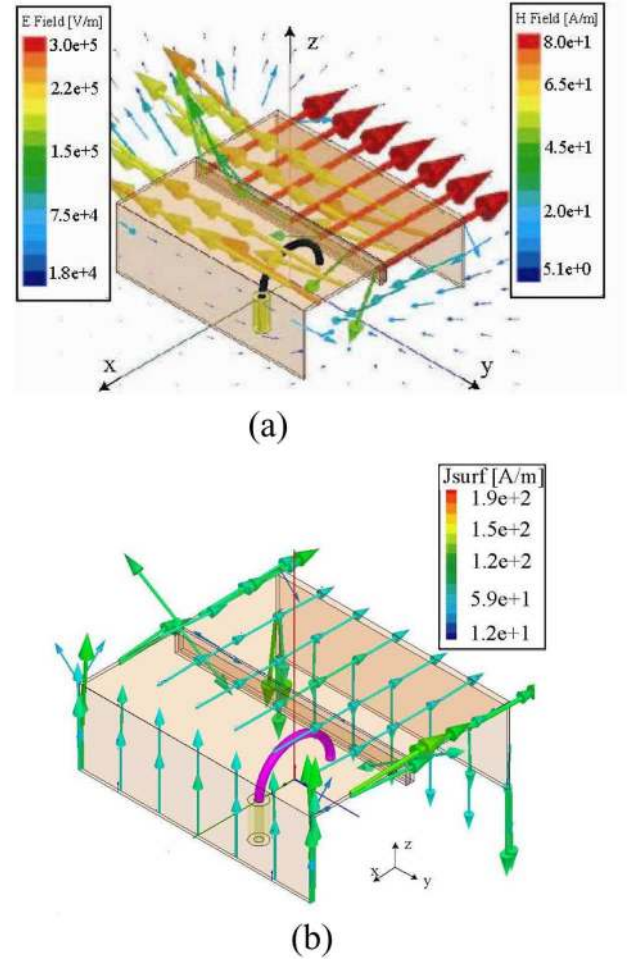 E Field [V/m]
3.0e+5
2.2e+5
1.5e+5
7.5e+4
1.8e+4
z
H Field [A/m]
8.0e+1
6.5e+1
4.5e+1
2.0e+1
5.1e+0
x
y
(a)
Jsurf [A/m]
1.9e+2
1.5e+2
1.2e+2
5.9e+1
1.2e+1
z
x
y
(b)